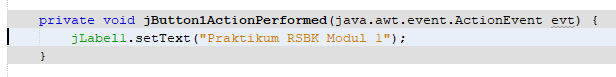 private void jButton1ActionPerformed(java.awt.event.ActionEvent evt) {
jLabel1.setText("Praktikum RSBK Modul 1");
}